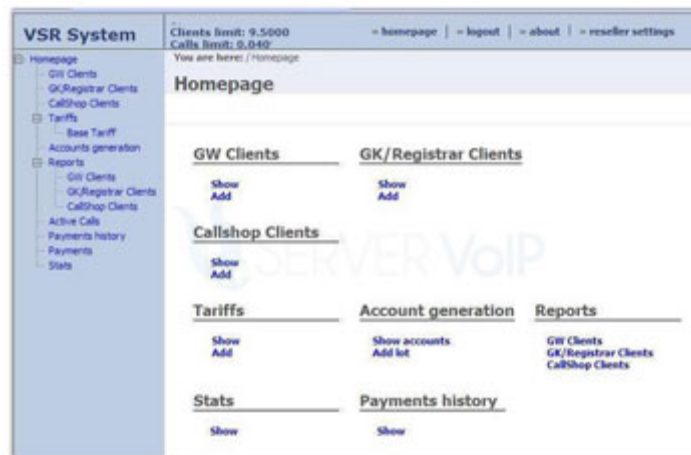 VSR System
Clients limit: 9.5000
Calls limit: 0.040'
homepage | logout | about | reseller settings
You are here: / Homepage
Homepage
Homepage
GW Clients
GK/Registrar Clients
CallShop Clients
Tariffs
Base Tariff
Accounts generation
Reports
GW Clients
GK/Registrar Clients
CallShop Clients
Active Calls
Payments history
Payments
Stats
GW Clients GK/Registrar Clients
Show Show
Add Add
Callshop Clients
Show
Add
SERVER VoIP
Tariffs Account generation Reports
Show Show accounts GW Clients
Add Add lot GK/Registrar Clients
CallShop Clients
Stats Payments history
Show Show